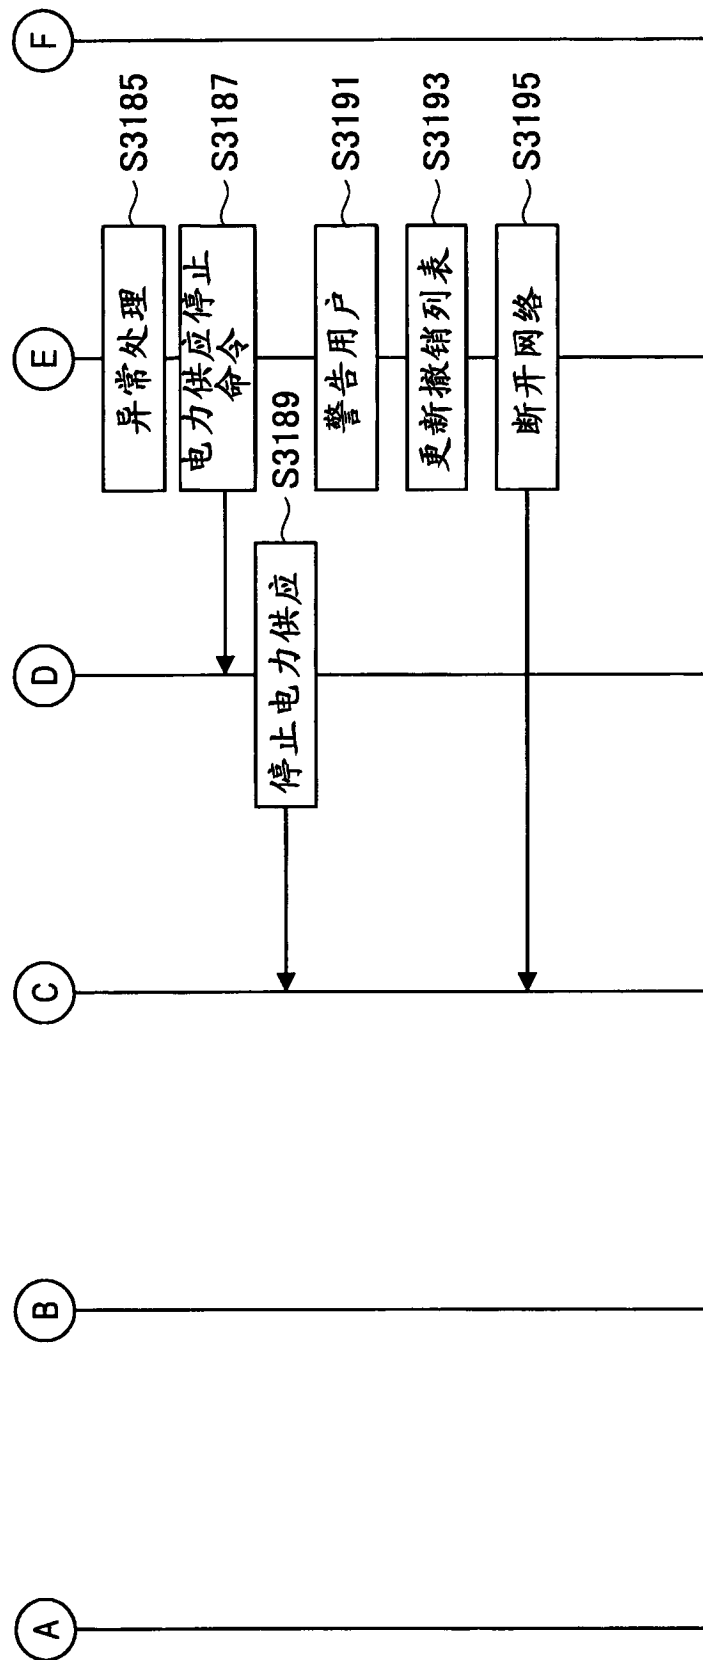 A
B
C
D
E
F
异常处理
S3185
电力供应停止
命令
S3187
停止电力供应
S3189
警告用户
S3191
更新撤销列表
S3193
断开网络
S3195